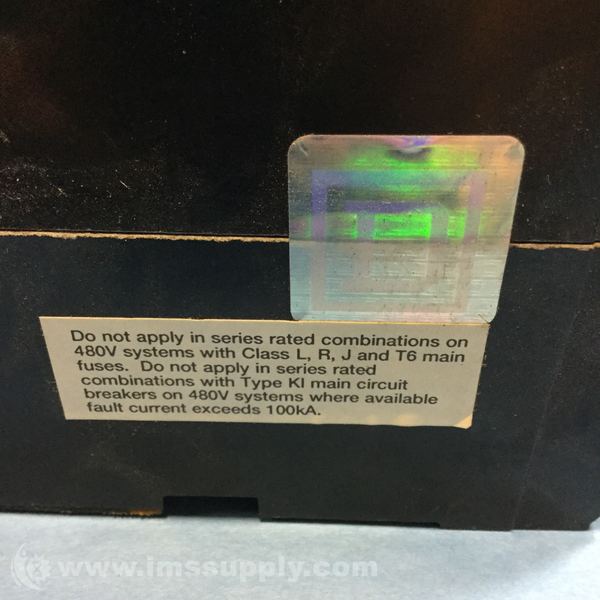 Do not apply in series rated combinations on
480V systems with Class L, R, J and T6 main
fuses. Do not apply in series rated
combinations with Type KI main circuit
breakers on 480V systems where available
fault current exceeds 100kA.
www.imssupply.com